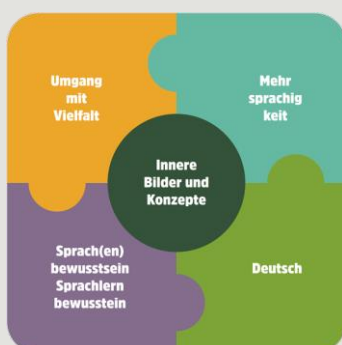 Umgang
mit
Vielfalt
Mehr
sprachig
keit
Innere
Bilder und
Konzepte
Sprach(en)
bewusstsein
Sprachlern
bewusstein
Deutsch